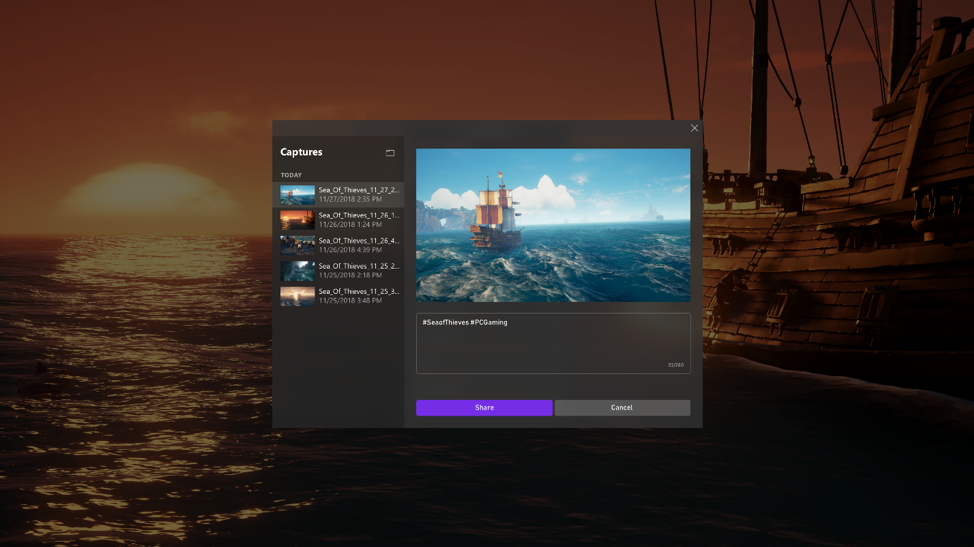 Captures
TODAY
Sea_Of_Thieves_11_27_2...
11/27/2018 2:35 PM
Sea_Of_Thieves_11_26_1...
11/26/2018 1:24 PM
Sea_Of_Thieves_11_26_4...
11/26/2018 4:39 PM
Sea_Of_Thieves_11_25_2...
11/25/2018 2:18 PM
Sea_Of_Thieves_11_25_3...
11/25/2018 3:48 PM
#SeaofThieves #PCGaming
Share
Cancel